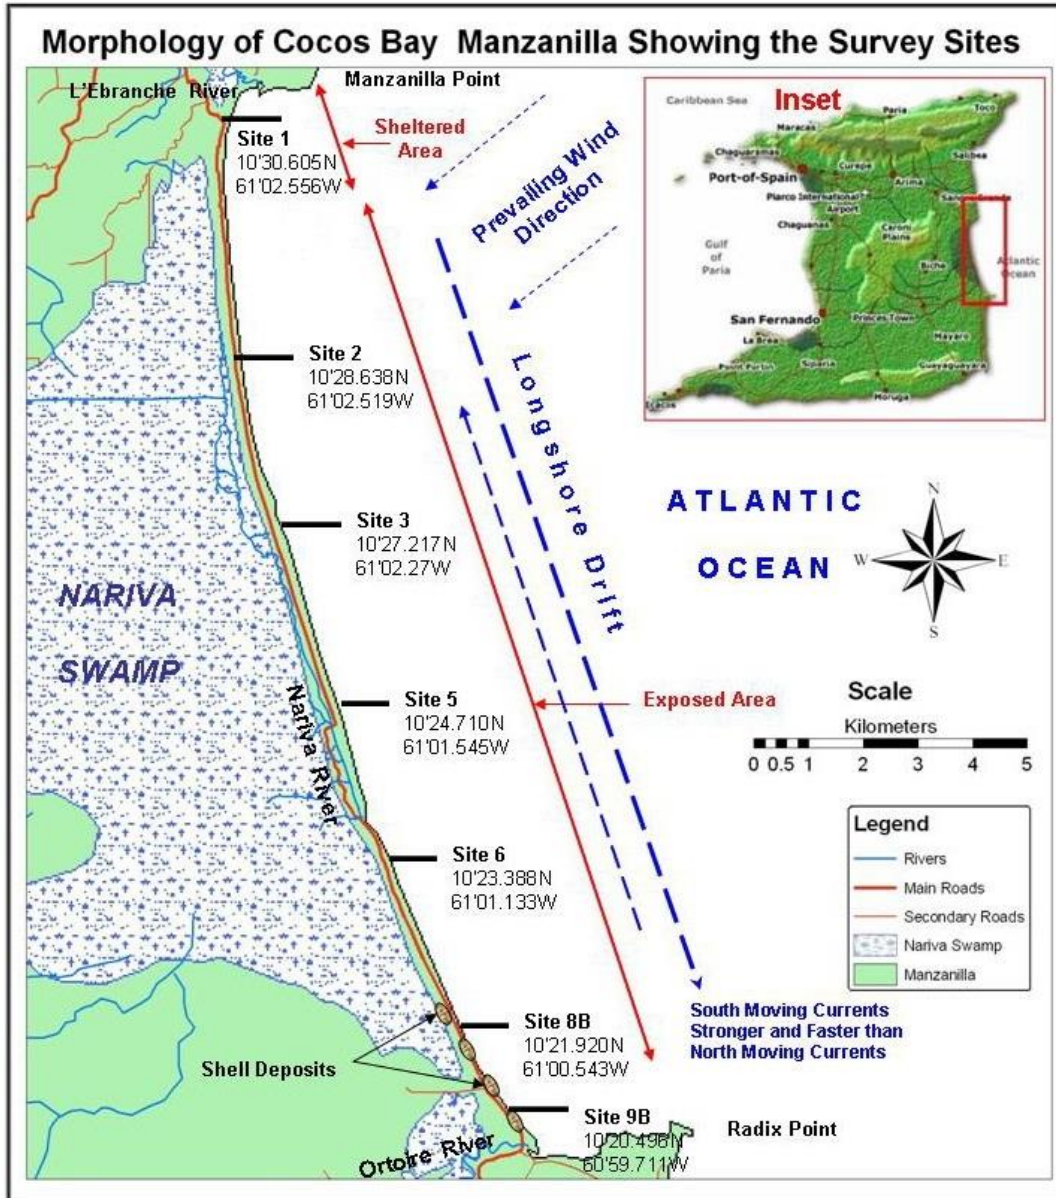 Morphology of Cocos Bay Manzanilla Showing the Survey Sites
L'Ebranche River
Manzanilla Point
Sheltered
Area
Site 1
10'30.605N
61'02.556W
Prevailing Wind
Direction
Inset
Caribbean Sea
Paria
Toco
Maracas
Chaguaramas
Curepe
Salibea
Port-of-Spain
Arima
Piarco International
Airport
Chaguanas
Caroni
Plains
Gulf
of
Paria
Biche
Atlantic
Ocean
San Fernando
Princes Town
La Brea
Mayaro
Siparia
Guayaguayara
Moruga
Site 2
10'28.638N
61'02.519W
Longshore Drift
Site 3
10'27.217N
61'02.27W
ATLANTIC
OCEAN
N
W
E
S
NARIVA
SWAMP
Nariva River
Site 5
10'24.710N
61'01.545W
Exposed Area
Scale
Kilometers
0 0.5 1 2 3 4 5
Site 6
10'23.388N
61'01.133W
Legend
Rivers
Main Roads
Secondary Roads
Nariva Swamp
Manzanilla
South Moving Currents
Stronger and Faster than
North Moving Currents
Site 8B
10'21.920N
61'00.543W
Shell Deposits
Site 9B
10'20.496N
60'59.711W
Radix Point
Ortoire River